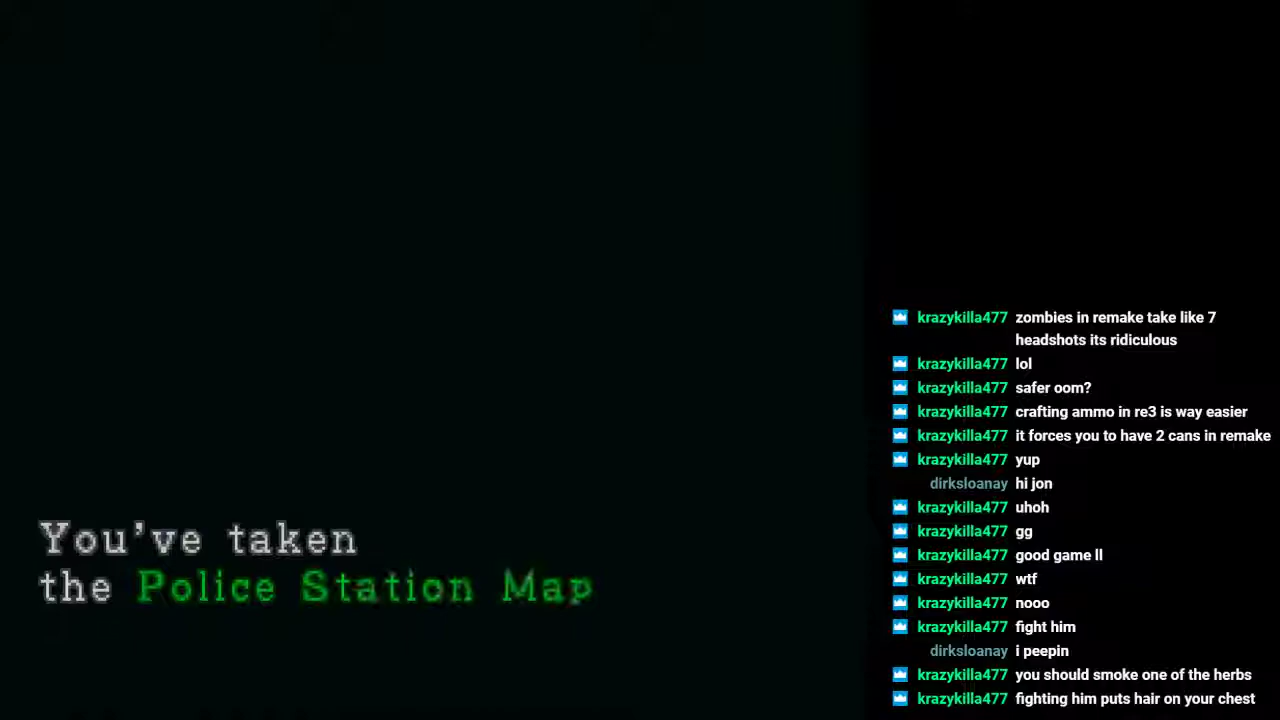 krazykilla477 zombies in remake take like 7
headshots its ridiculous
krazykilla477 lol
krazykilla477 safer oom?
krazykilla477 crafting ammo in re3 is way easier
krazykilla477 it forces you to have 2 cans in remake
krazykilla477 yup
dirksloanay hi jon
krazykilla477 uhoh
krazykilla477 gg
krazykilla477 good game ll
krazykilla477 wtf
krazykilla477 nooo
krazykilla477 fight him
dirksloanay i peepin
krazykilla477 you should smoke one of the herbs
krazykilla477 fighting him puts hair on your chest
You've taken
the Police Station Map